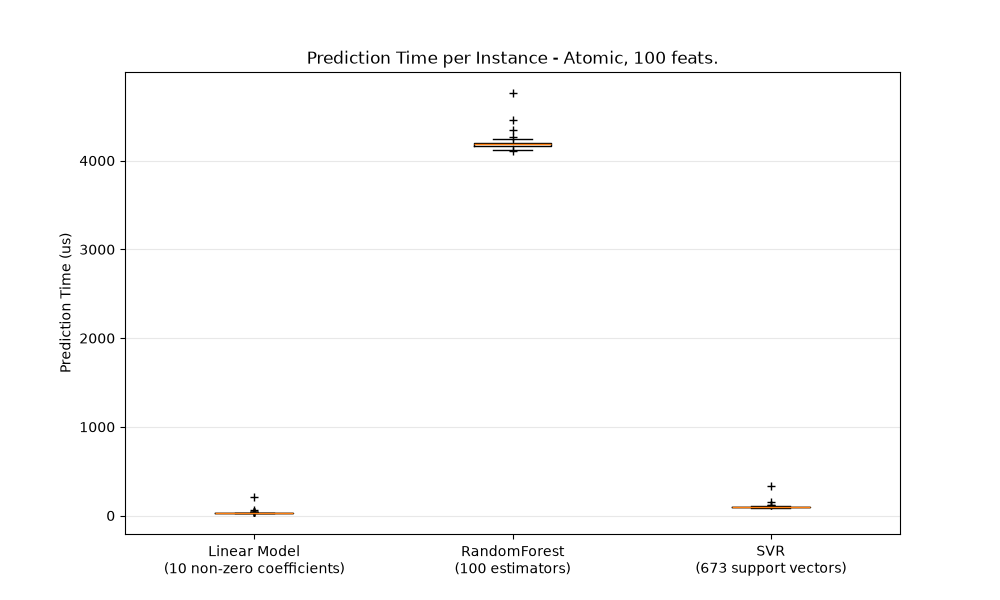 Prediction Time per Instance - Atomic, 100 feats.
Prediction Time (us)
4000
3000
2000
1000
0
Linear Model
(10 non-zero coefficients)
RandomForest
(100 estimators)
SVR
(673 support vectors)